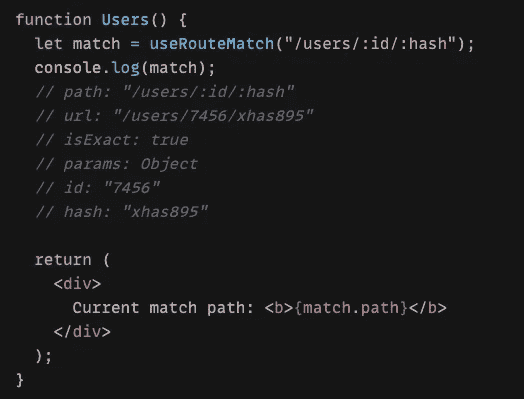 function Users() {
  let match = useRouteMatch("/users/:id/:hash");
  console.log(match);
  // path: "/users/:id/:hash"
  // url: "/users/7456/xhas895"
  // isExact: true
  // params: Object
  // id: "7456"
  // hash: "xhas895"

  return (
    <div>
      Current match path: <b>{match.path}</b>
    </div>
  );
}